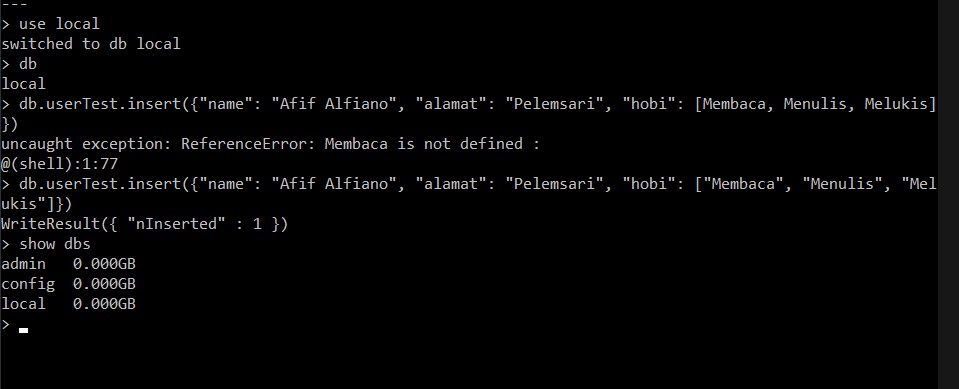 ---
> use local
switched to db local
> db
local
> db.userTest.insert({"name": "Afif Alfiano", "alamat": "Pelemsari", "hobi": [Membaca, Menulis, Melukis]
})
uncaught exception: ReferenceError: Membaca is not defined :
@(shell):1:77
> db.userTest.insert({"name": "Afif Alfiano", "alamat": "Pelemsari", "hobi": ["Membaca", "Menulis", "Mel
ukis"]})
WriteResult({ "nInserted" : 1 })
> show dbs
admin   0.000GB
config  0.000GB
local   0.000GB
>